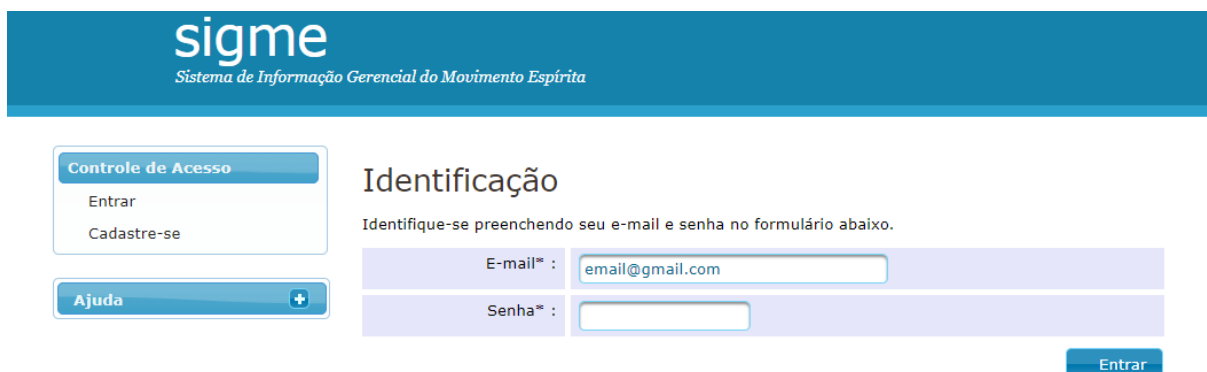 sigme
Sistema de Informação Gerencial do Movimento Espírita
Controle de Acesso
Entrar
Cadastre-se
Ajuda
Identificação
Identifique-se preenchendo seu e-mail e senha no formulário abaixo.
E-mail* :
email@gmail.com
Senha* :
Entrar